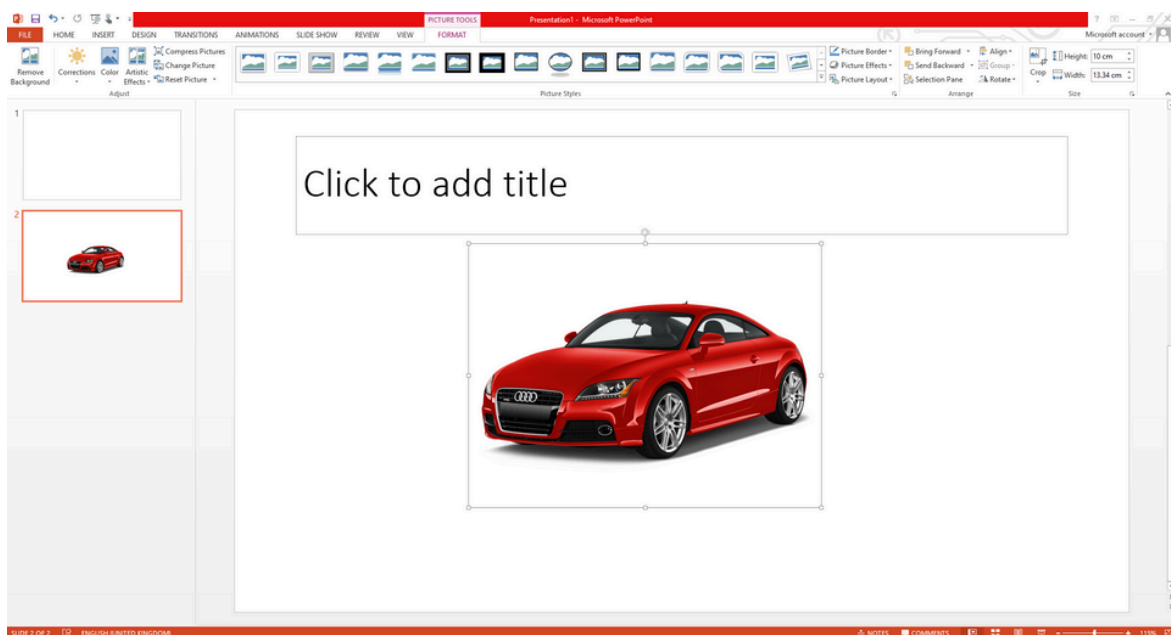 PICTURE TOOLS Presentation1 - Microsoft PowerPoint
FILE HOME INSERT DESIGN TRANSITIONS ANIMATIONS SLIDE SHOW REVIEW VIEW FORMAT Microsoft account
Remove Background
Corrections Color Artistic Effects
Compress Pictures
Change Picture
Reset Picture
Picture Border
Picture Effects
Picture Layout
Bring Forward
Send Backward
Selection Pane
Align
Group
Rotate
Crop
Height: 10 cm
Width: 13.34 cm
Adjust Picture Styles Arrange Size
1
2
Click to add title
SLIDE 2 OF 2 ENGLISH (UNITED KINGDOM) NOTES COMMENTS 115%